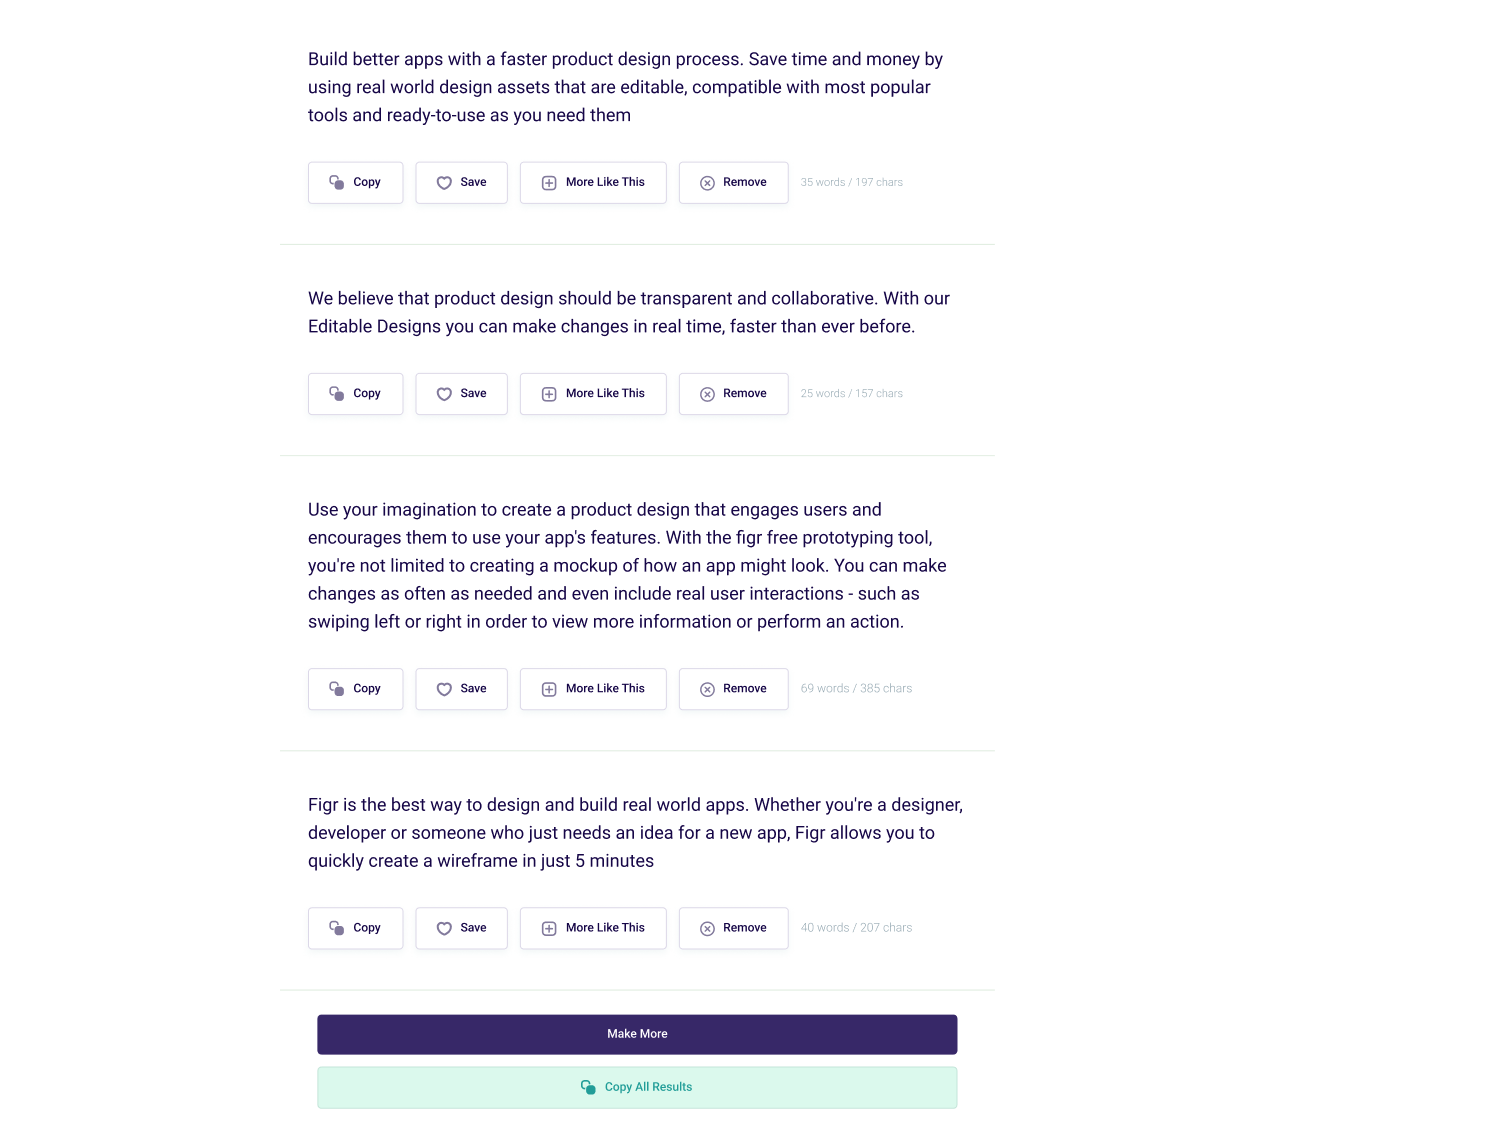 Build better apps with a faster product design process. Save time and money by
using real world design assets that are editable, compatible with most popular
tools and ready-to-use as you need them
Copy Save More Like This Remove 35 words / 197 chars
We believe that product design should be transparent and collaborative. With our
Editable Designs you can make changes in real time, faster than ever before.
Copy Save More Like This Remove 25 words / 157 chars
Use your imagination to create a product design that engages users and
encourages them to use your app's features. With the figr free prototyping tool,
you're not limited to creating a mockup of how an app might look. You can make
changes as often as needed and even include real user interactions - such as
swiping left or right in order to view more information or perform an action.
Copy Save More Like This Remove 69 words / 385 chars
Figr is the best way to design and build real world apps. Whether you're a designer,
developer or someone who just needs an idea for a new app, Figr allows you to
quickly create a wireframe in just 5 minutes
Copy Save More Like This Remove 40 words / 207 chars
Make More
Copy All Results